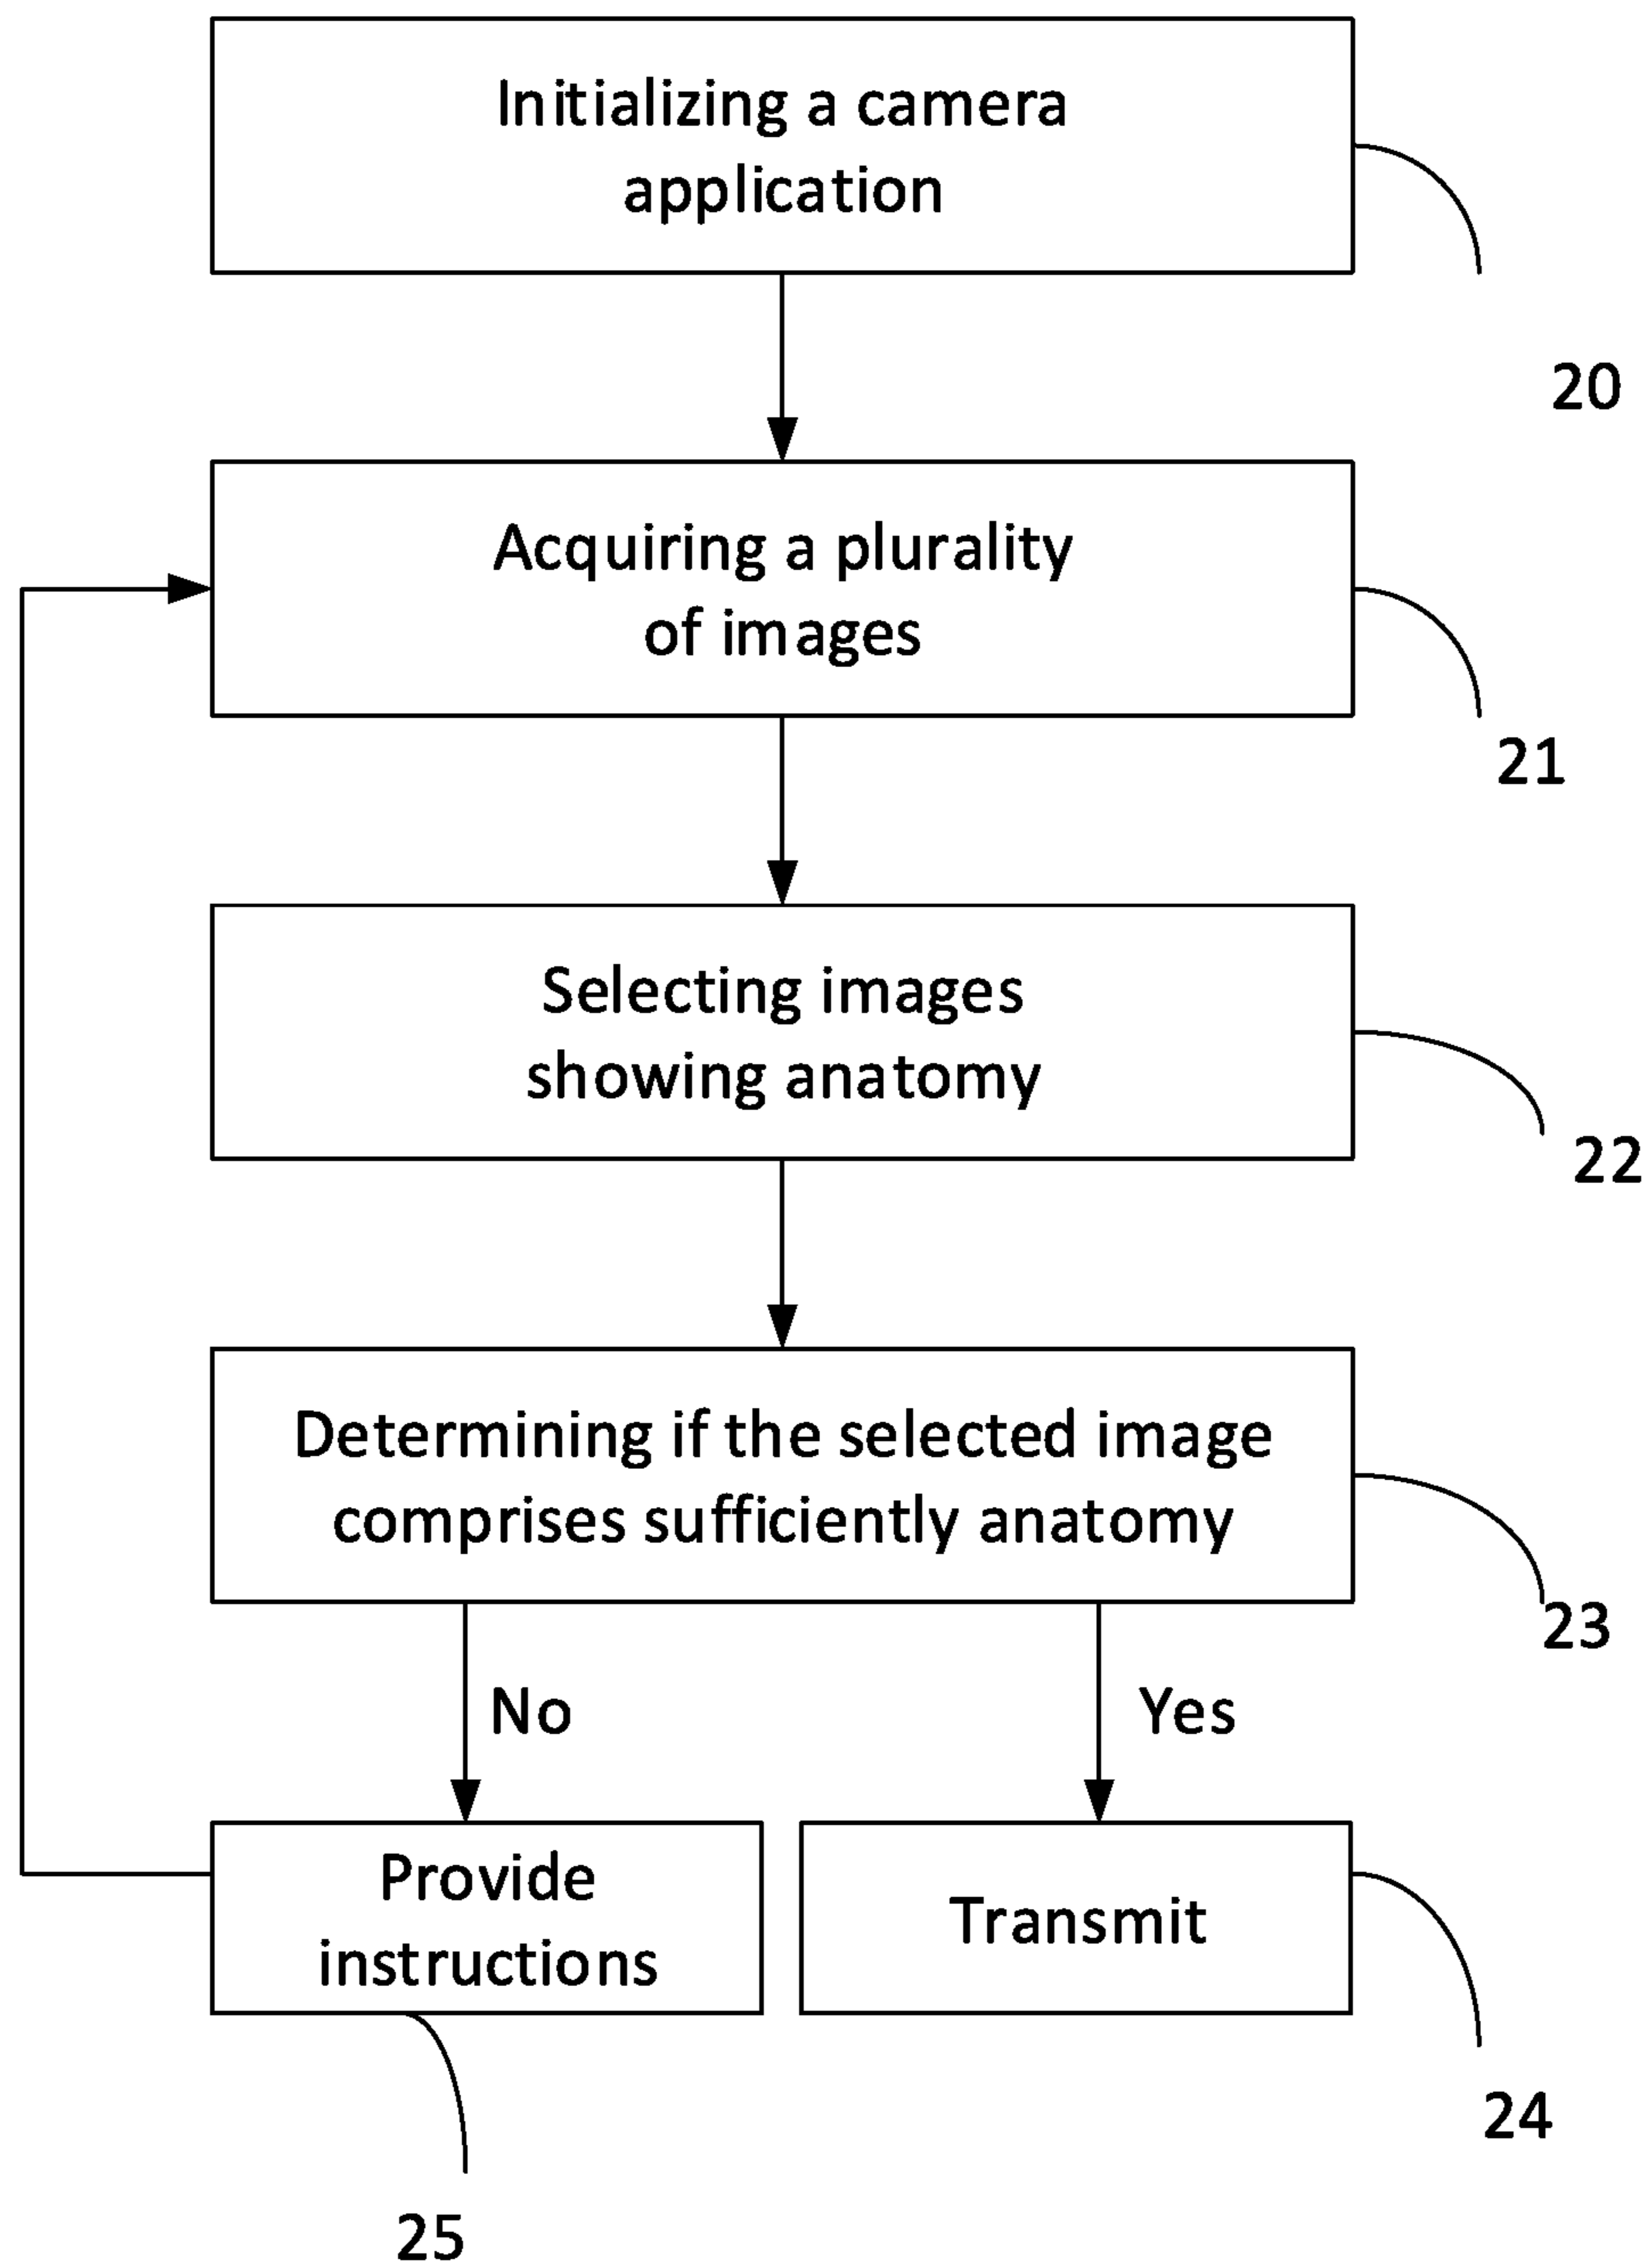 Initializing a camera
application
20
Acquiring a plurality
of images
21
Selecting images
showing anatomy
22
Determining if the selected image
comprises sufficiently anatomy
23
No
Yes
Provide
instructions
Transmit
24
25